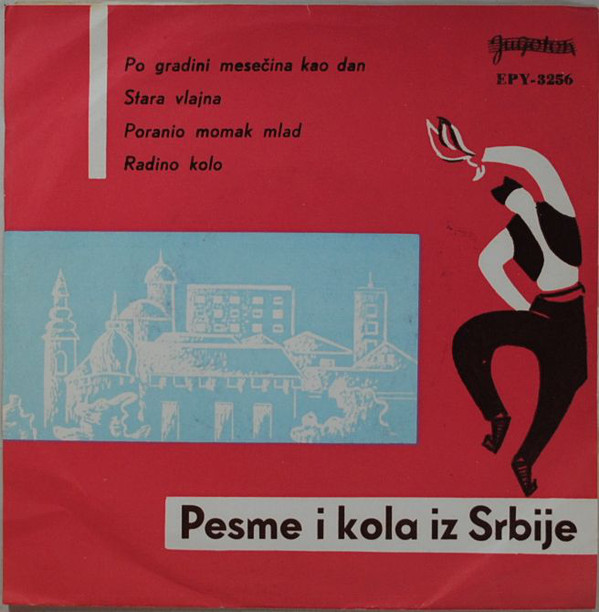 Jugoton
EPY-3256
Po gradini mesečina kao dan
Stara vlajna
Poranio momak mlad
Radino kolo
Pesme i kola iz Srbije